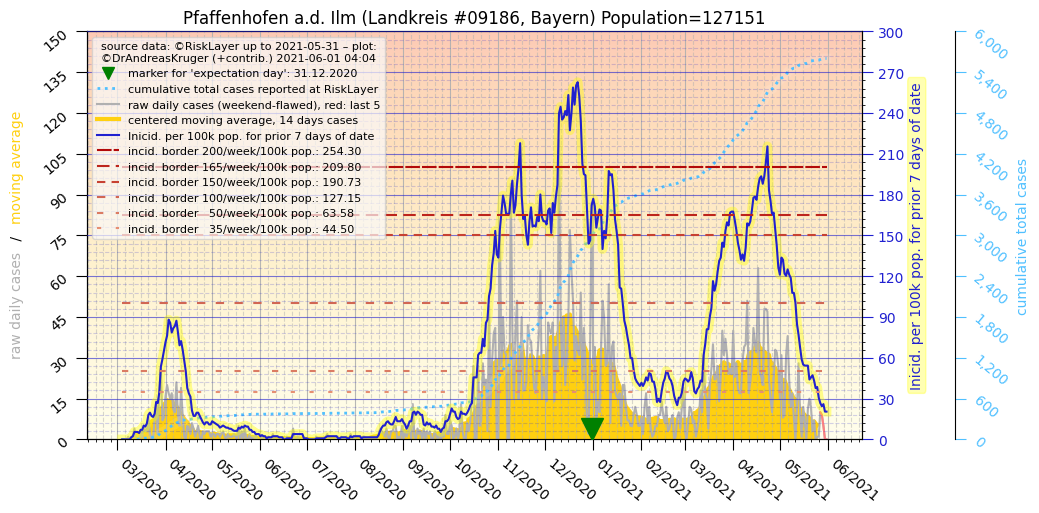 Pfaffenhofen a.d. Ilm (Landkreis #09186, Bayern) Population=127151
source data: ©RiskLayer up to 2021-05-31 – plot:
©DrAndreasKruger (+contrib.) 2021-06-01 04:04
marker for 'expectation day': 31.12.2020
cumulative total cases reported at RiskLayer
raw daily cases (weekend-flawed), red: last 5
centered moving average, 14 days cases
Inicid. per 100k pop. for prior 7 days of date
incid. border 200/week/100k pop.: 254.30
incid. border 165/week/100k pop.: 209.80
incid. border 150/week/100k pop.: 190.73
incid. border 100/week/100k pop.: 127.15
incid. border 50/week/100k pop.: 63.58
incid. border 35/week/100k pop.: 44.50
raw daily cases / moving average
150
135
120
105
90
75
60
45
30
15
0
300
270
240
210
180
150
120
90
60
30
0
Inicid. per 100k pop. for prior 7 days of date
6,000
5,400
4,800
4,200
3,600
3,000
2,400
1,800
1,200
600
0
cumulative total cases
03/2020
04/2020
05/2020
06/2020
07/2020
08/2020
09/2020
10/2020
11/2020
12/2020
01/2021
02/2021
03/2021
04/2021
05/2021
06/2021